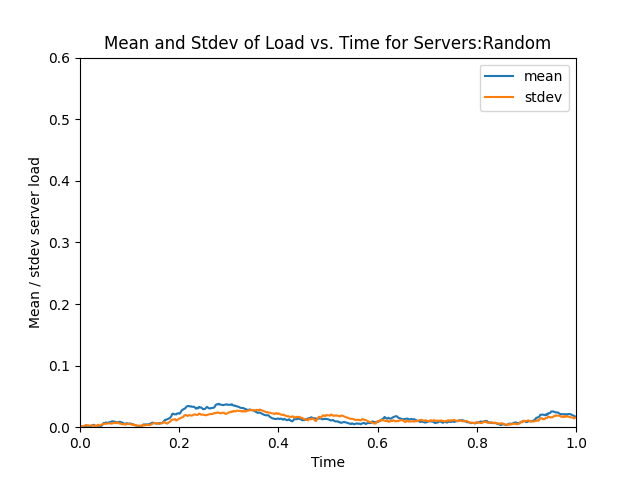 Mean and Stdev of Load vs. Time for Servers:Random
mean
stdev
Mean / stdev server load
0.6
0.5
0.4
0.3
0.2
0.1
0.0
0.0 0.2 0.4 0.6 0.8 1.0
Time